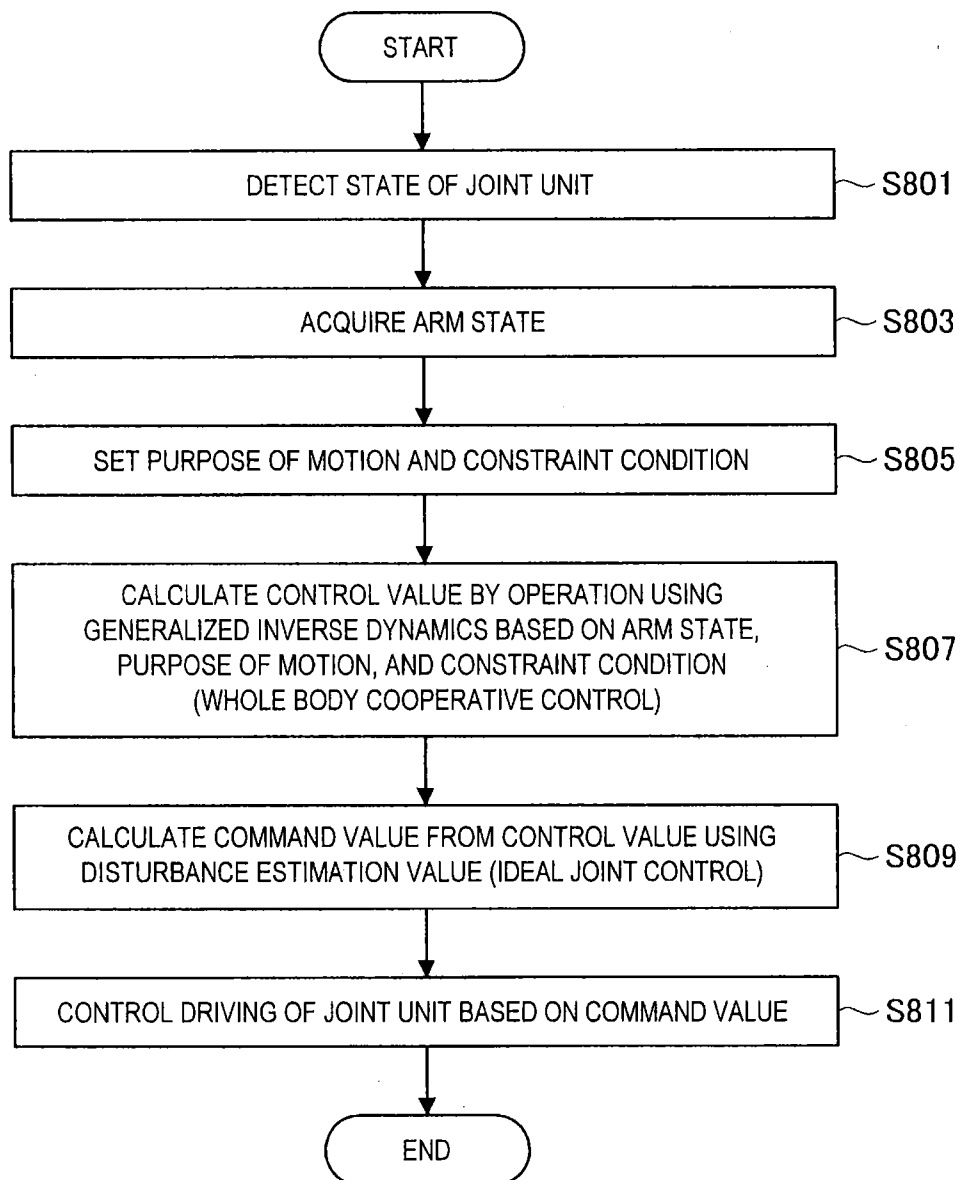 START
DETECT STATE OF JOINT UNIT
S801
ACQUIRE ARM STATE
S803
SET PURPOSE OF MOTION AND CONSTRAINT CONDITION
S805
CALCULATE CONTROL VALUE BY OPERATION USING
GENERALIZED INVERSE DYNAMICS BASED ON ARM STATE,
PURPOSE OF MOTION, AND CONSTRAINT CONDITION
(WHOLE BODY COOPERATIVE CONTROL)
S807
CALCULATE COMMAND VALUE FROM CONTROL VALUE USING
DISTURBANCE ESTIMATION VALUE (IDEAL JOINT CONTROL)
S809
CONTROL DRIVING OF JOINT UNIT BASED ON COMMAND VALUE
S811
END